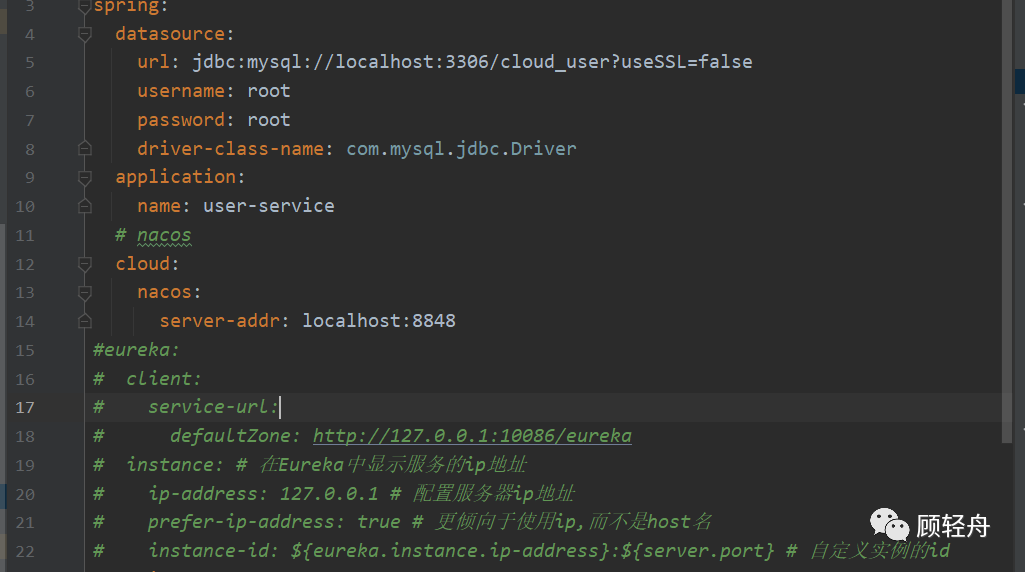 3 spring:
4 datasource:
5 url: jdbc:mysql://localhost:3306/cloud_user?useSSL=false
6 username: root
7 password: root
8 driver-class-name: com.mysql.jdbc.Driver
9 application:
10 name: user-service
11 # nacos
12 cloud:
13 nacos:
14 server-addr: localhost:8848
15 #eureka:
16 # client:
17 # service-url:
18 # defaultZone: http://127.0.0.1:10086/eureka
19 # instance: # 在Eureka中显示服务的ip地址
20 # ip-address: 127.0.0.1 # 配置服务器ip地址
21 # prefer-ip-address: true # 更倾向于使用ip,而不是host名
22 # instance-id: ${eureka.instance.ip-address}:${server.port} # 自定义实例的id
顾轻舟